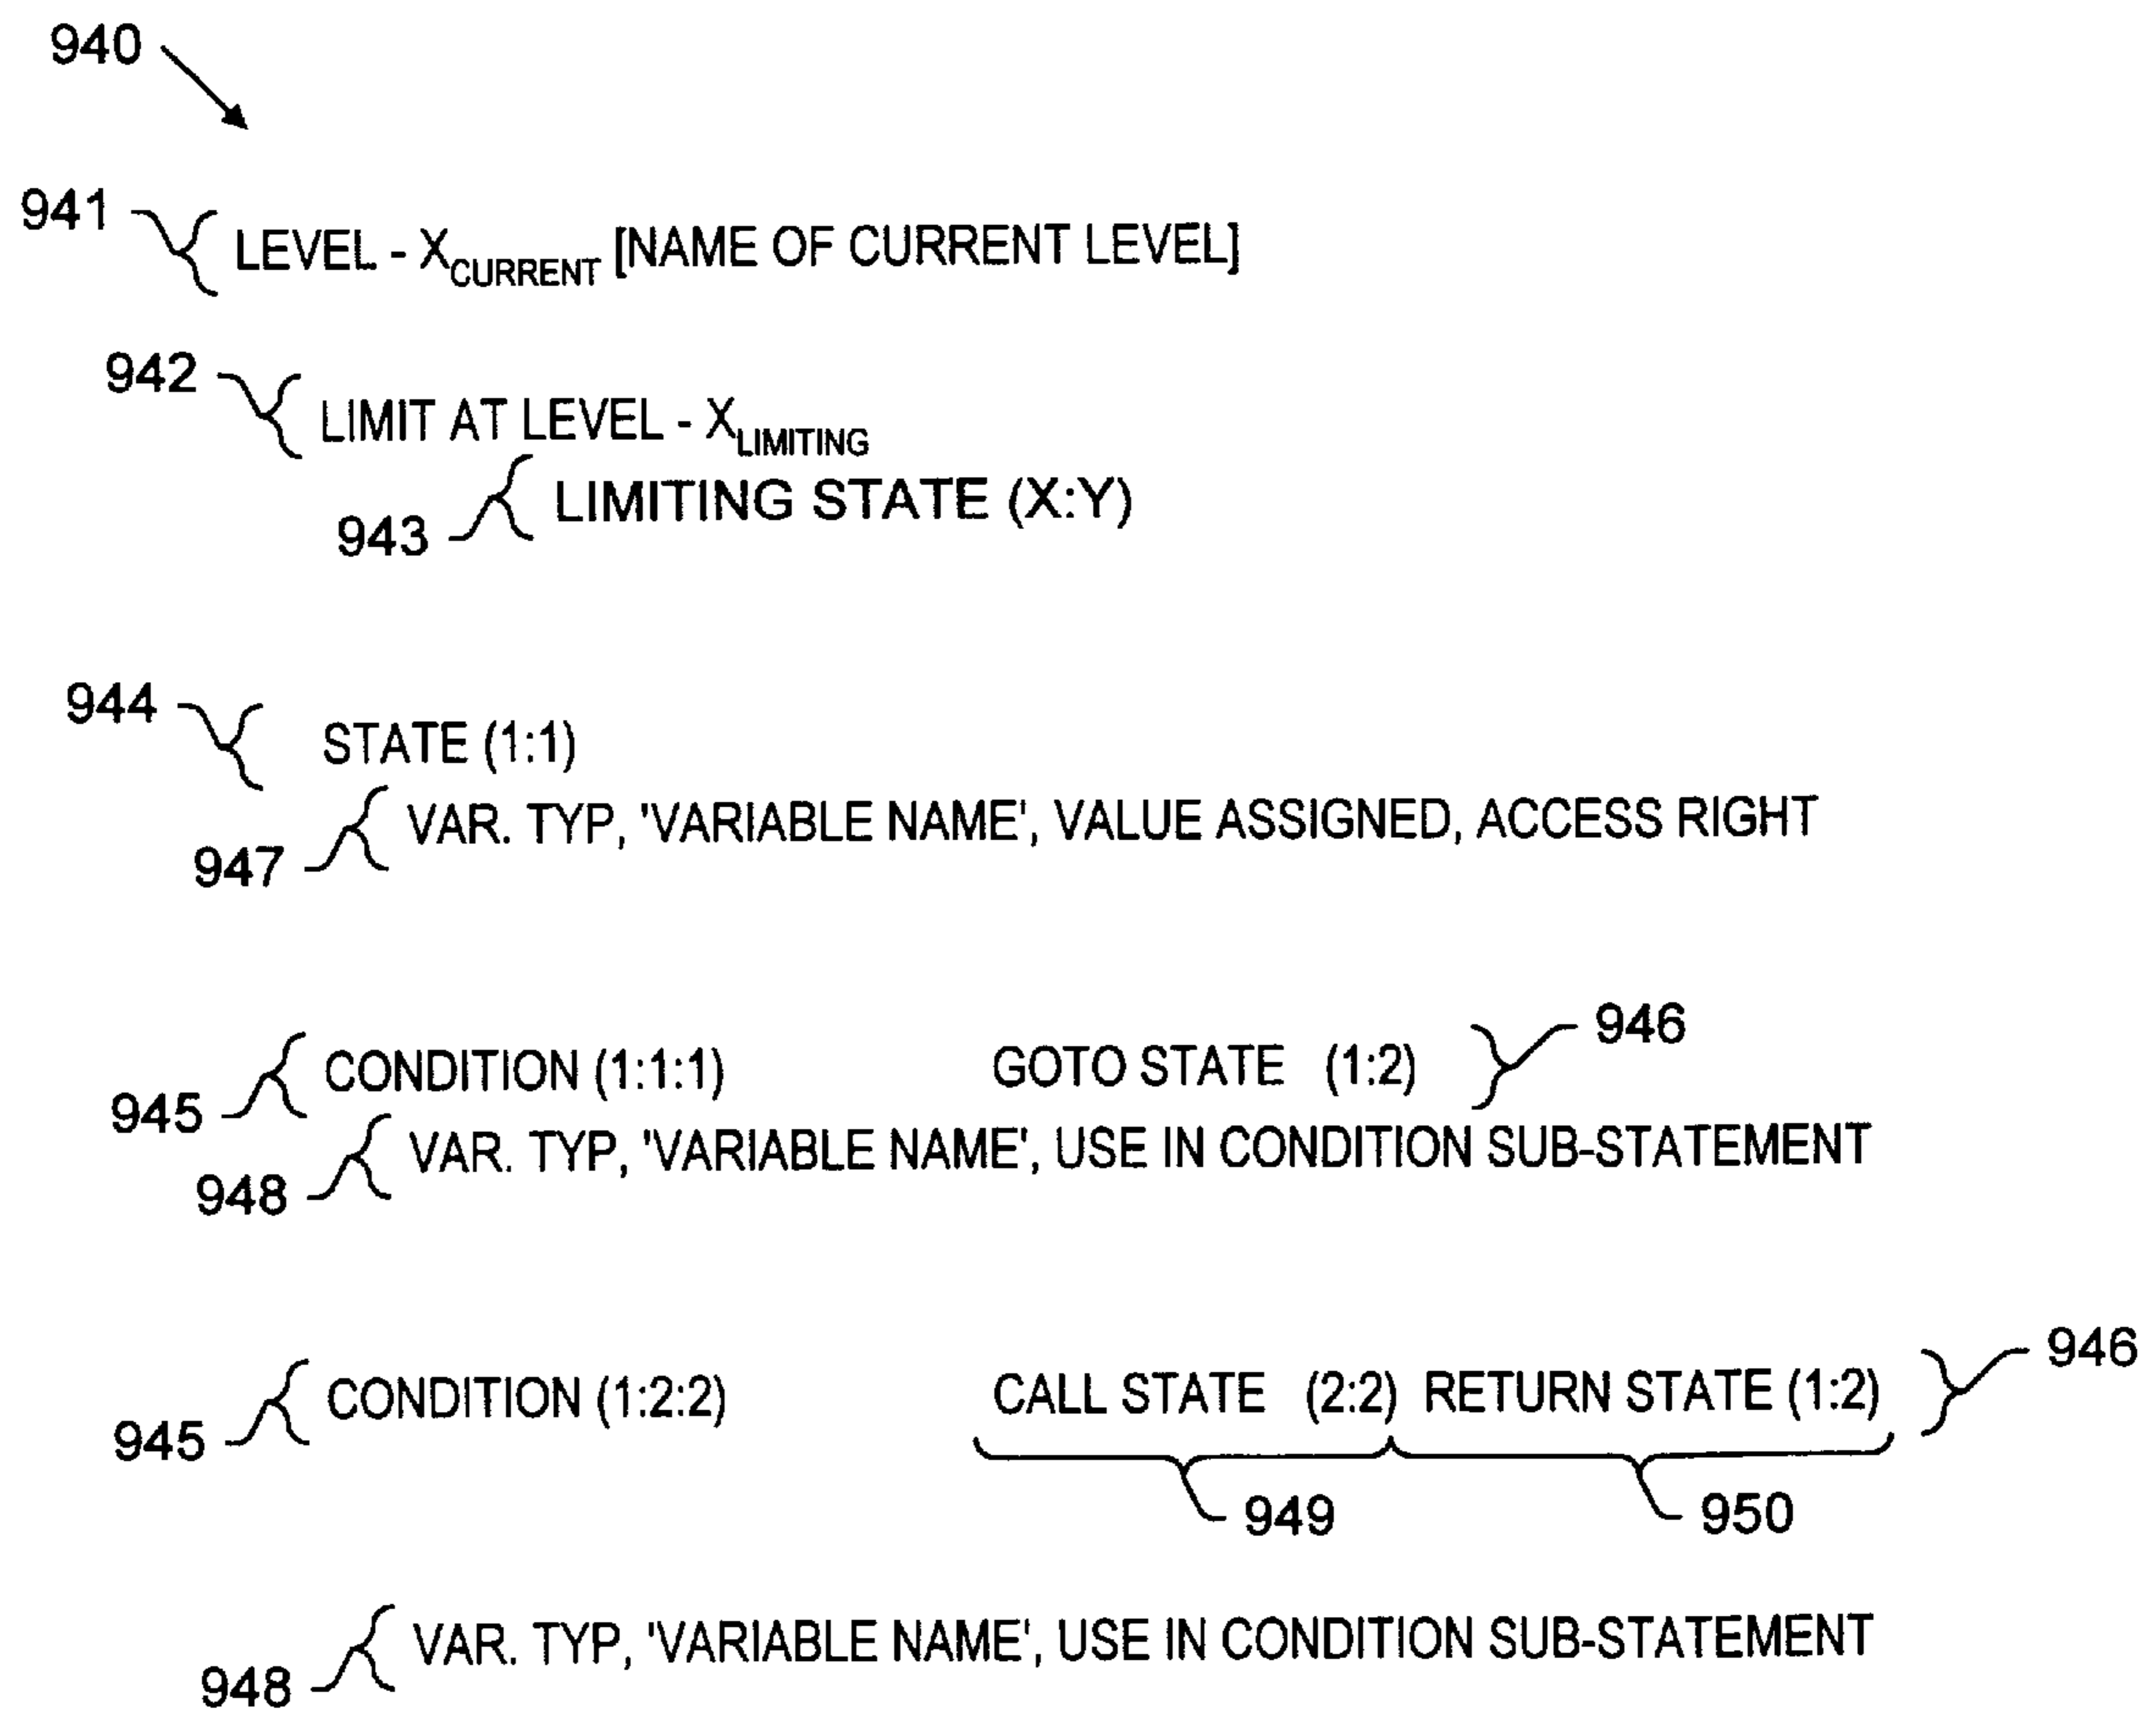 940
941 LEVEL - X CURRENT [NAME OF CURRENT LEVEL]
942 LIMIT AT LEVEL - X LIMITING
943 LIMITING STATE (X:Y)
944 STATE (1:1)
947 VAR. TYP, 'VARIABLE NAME', VALUE ASSIGNED, ACCESS RIGHT
945 CONDITION (1:1:1) GOTO STATE (1:2) 946
948 VAR. TYP, 'VARIABLE NAME', USE IN CONDITION SUB-STATEMENT
945 CONDITION (1:2:2) CALL STATE (2:2) RETURN STATE (1:2) 946
949 950
948 VAR. TYP, 'VARIABLE NAME', USE IN CONDITION SUB-STATEMENT